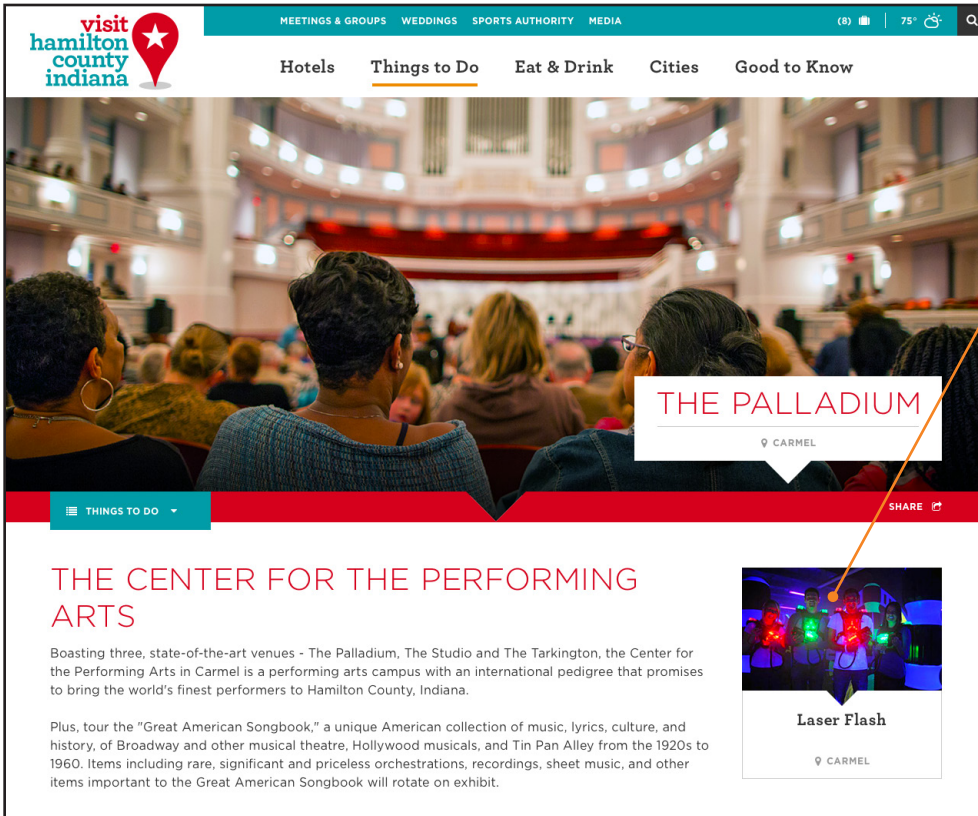 visit
hamilton
county
indiana
MEETINGS & GROUPS WEDDINGS SPORTS AUTHORITY MEDIA
(8) 75°
Hotels Things to Do Eat & Drink Cities Good to Know
THE PALLADIUM
CARMEL
THINGS TO DO
SHARE
THE CENTER FOR THE PERFORMING
ARTS
Boasting three, state-of-the-art venues - The Palladium, The Studio and The Tarkington, the Center for
the Performing Arts in Carmel is a performing arts campus with an international pedigree that promises
to bring the world's finest performers to Hamilton County, Indiana.
Plus, tour the "Great American Songbook," a unique American collection of music, lyrics, culture, and
history, of Broadway and other musical theatre, Hollywood musicals, and Tin Pan Alley from the 1920s to
1960. Items including rare, significant and priceless orchestrations, recordings, sheet music, and other
items important to the Great American Songbook will rotate on exhibit.
Laser Flash
CARMEL